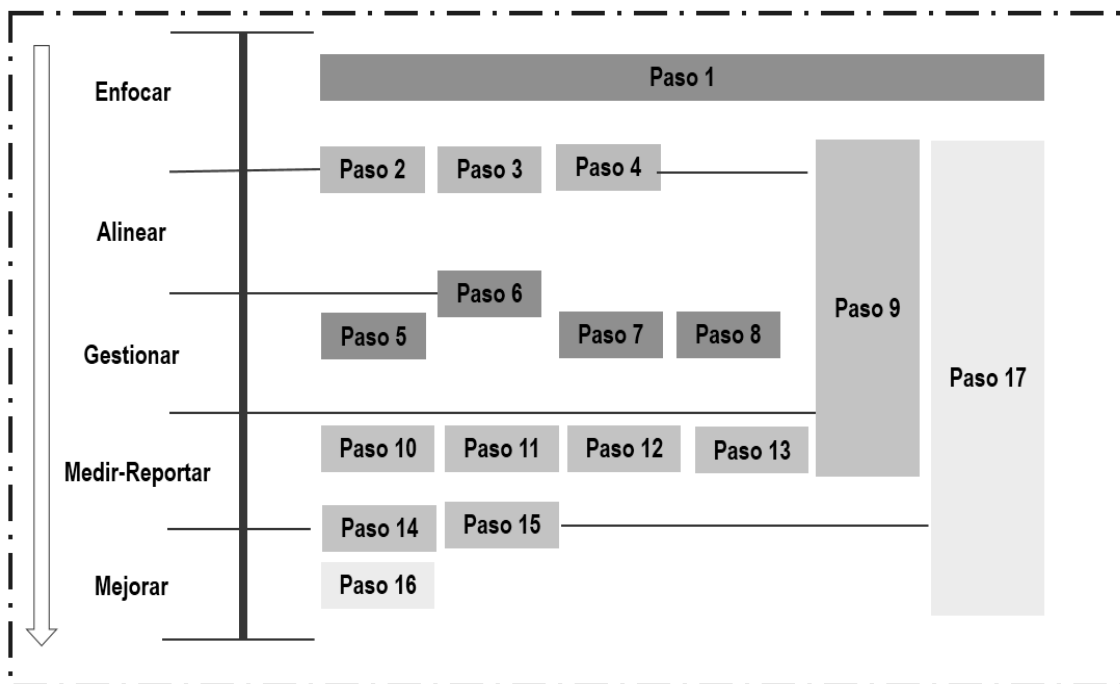 Enfocar
Paso 1
Paso 2
Paso 3
Paso 4
Alinear
Paso 6
Paso 5
Paso 7
Paso 8
Paso 9
Gestionar
Paso 17
Paso 10
Paso 11
Paso 12
Paso 13
Medir-Reportar
Paso 14
Paso 15
Mejorar
Paso 16